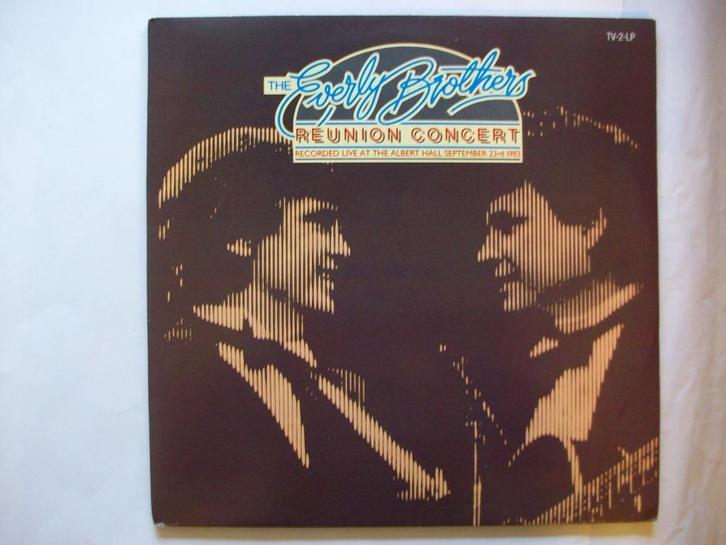 TV-2-LP
THE Everly Brothers
REUNION CONCERT
RECORDED LIVE AT THE ALBERT HALL SEPTEMBER 23rd 1983